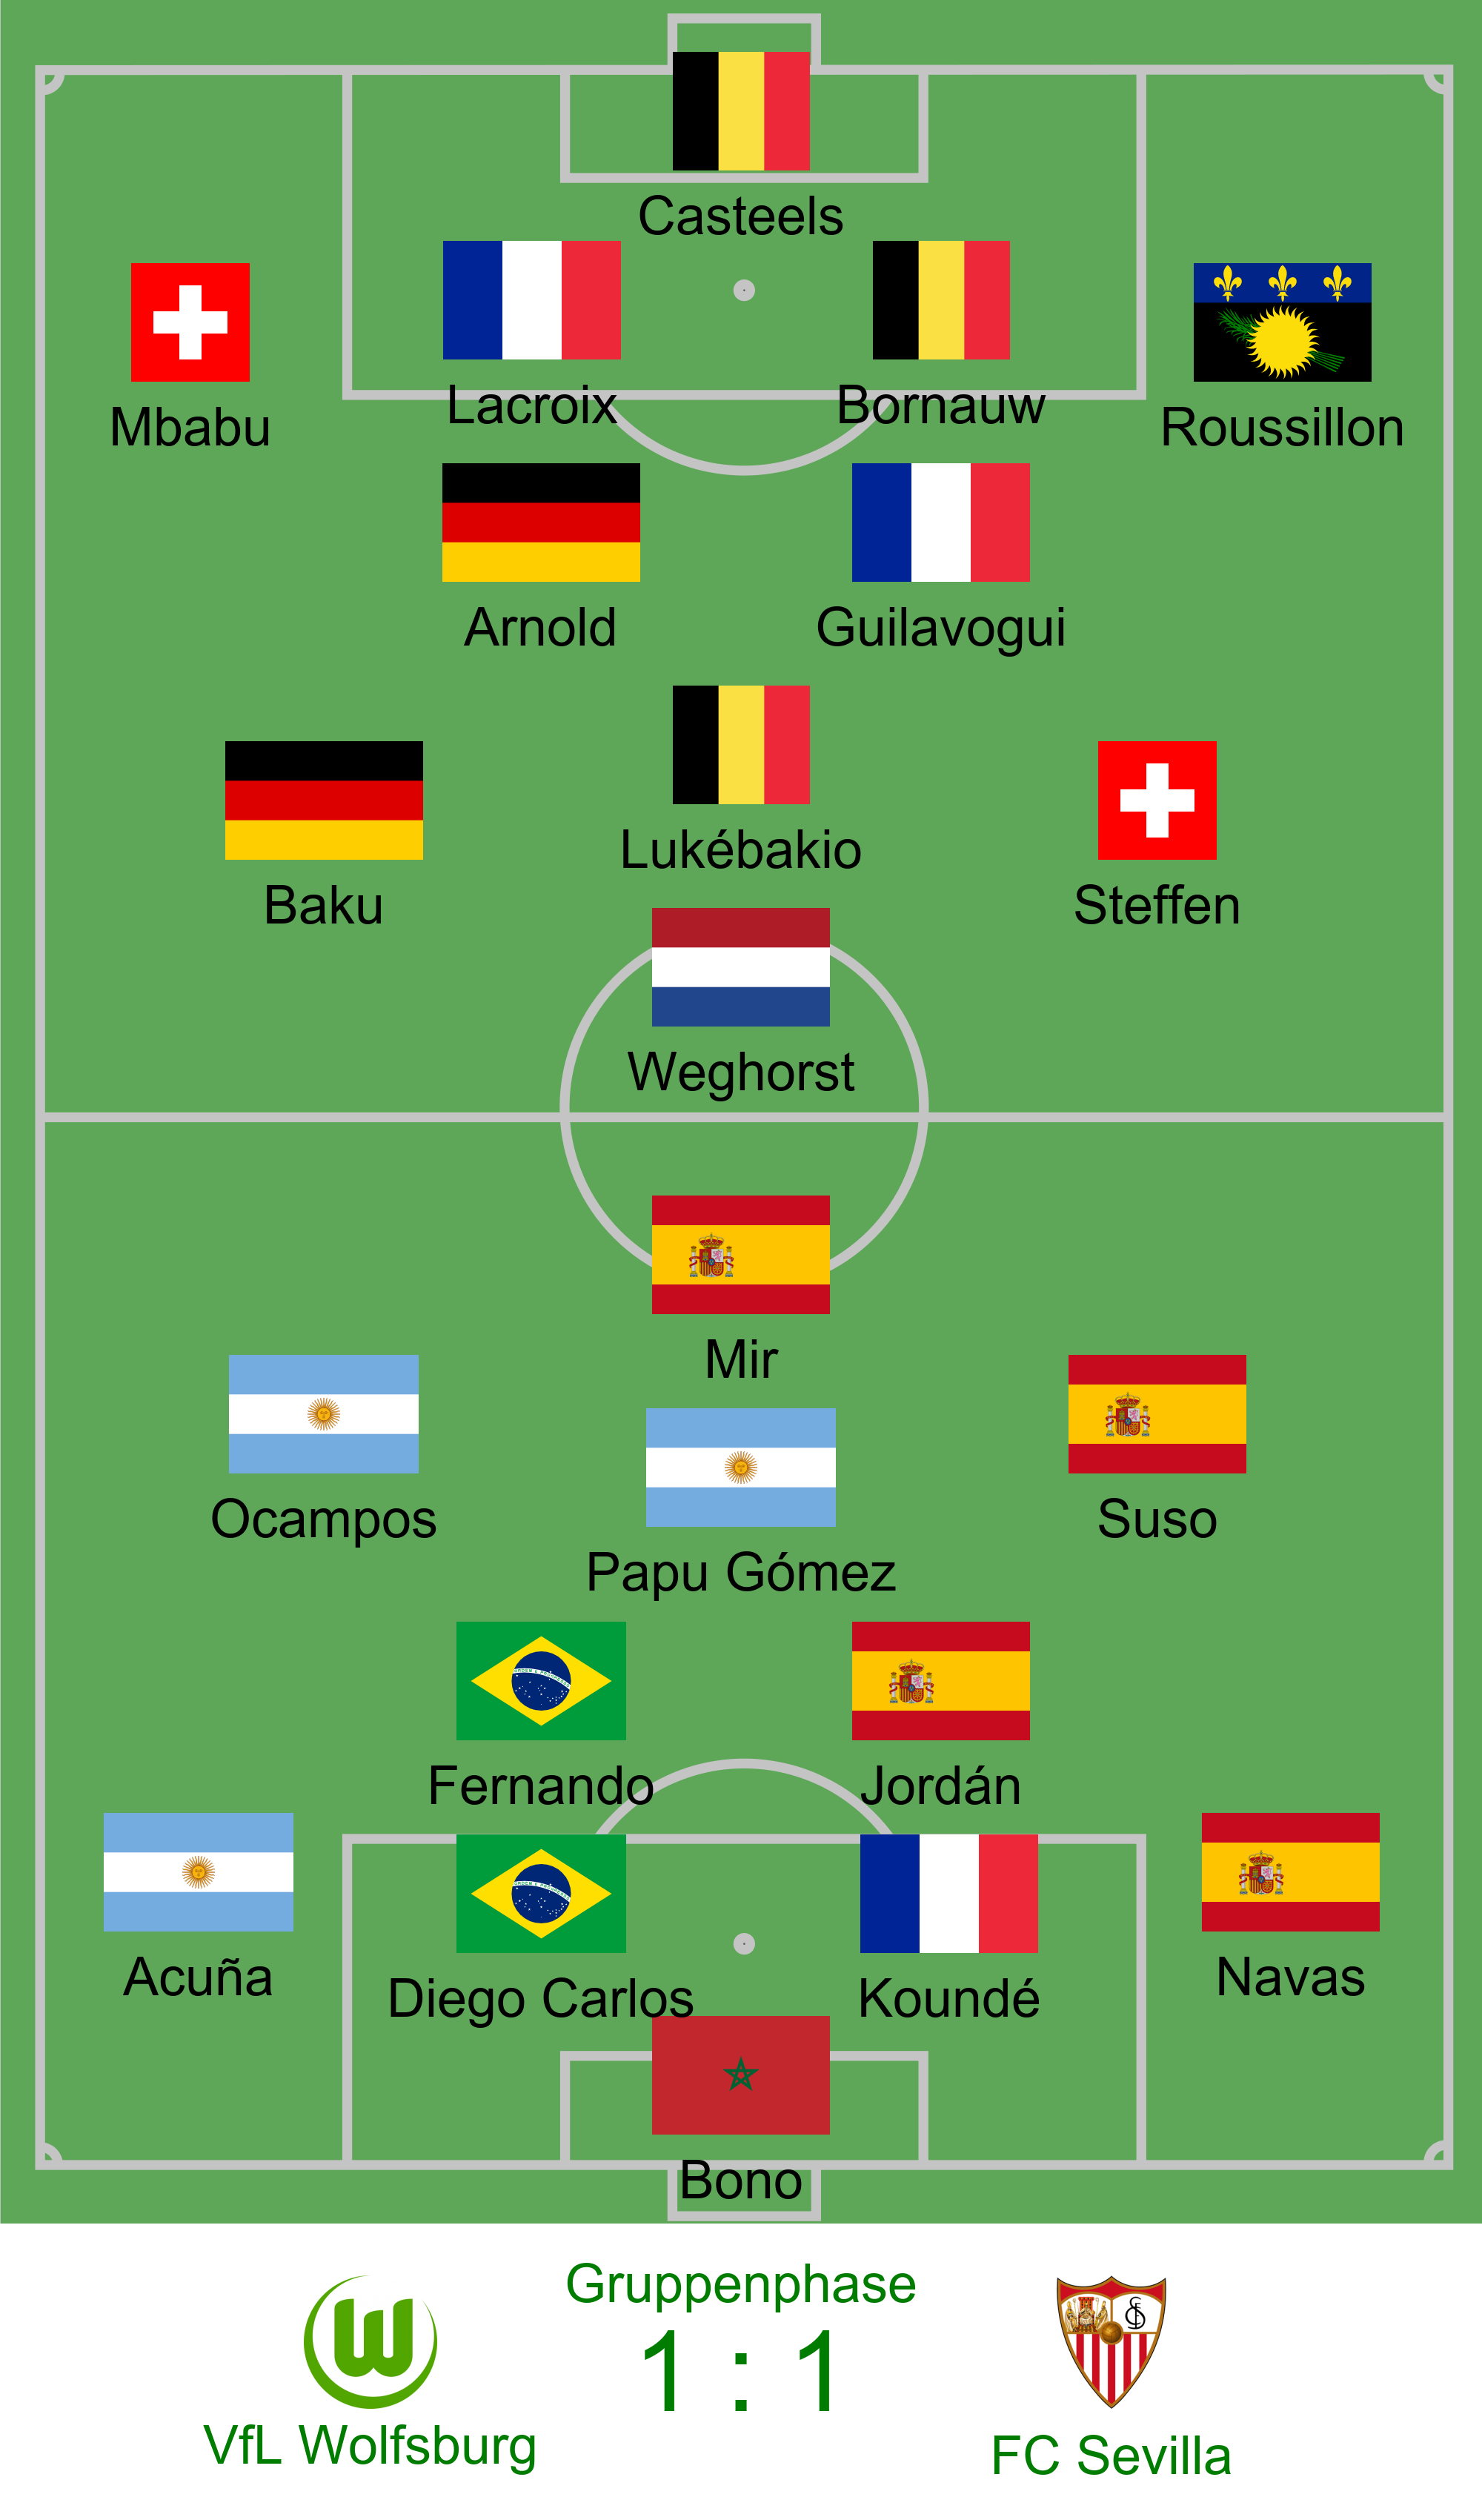 Casteels
Mbabu
Lacroix
Bornauw
Roussillon
Arnold
Guilavogui
Baku
Lukébakio
Steffen
Weghorst
Mir
Ocampos
Papu Gómez
Suso
Fernando
Jordán
Acuña
Diego Carlos
Koundé
Navas
Bono
Gruppenphase
1 : 1
VfL Wolfsburg
FC Sevilla